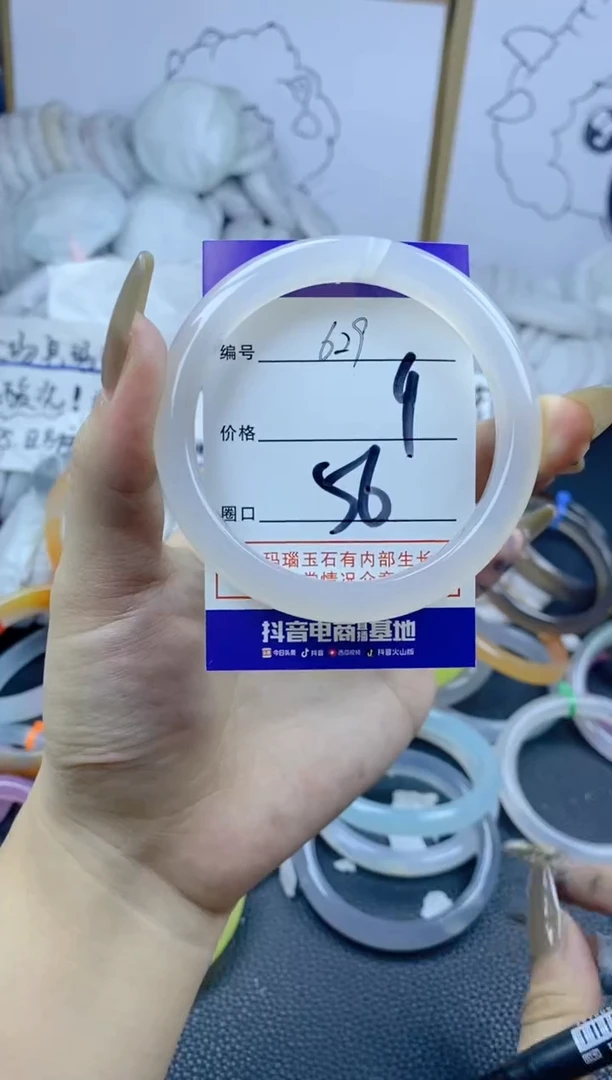 编号 629
价格 9
圈口 56
玛瑙玉石有内部生长
抖音电商直播基地
今日头条 抖音 西瓜视频 抖音火山版